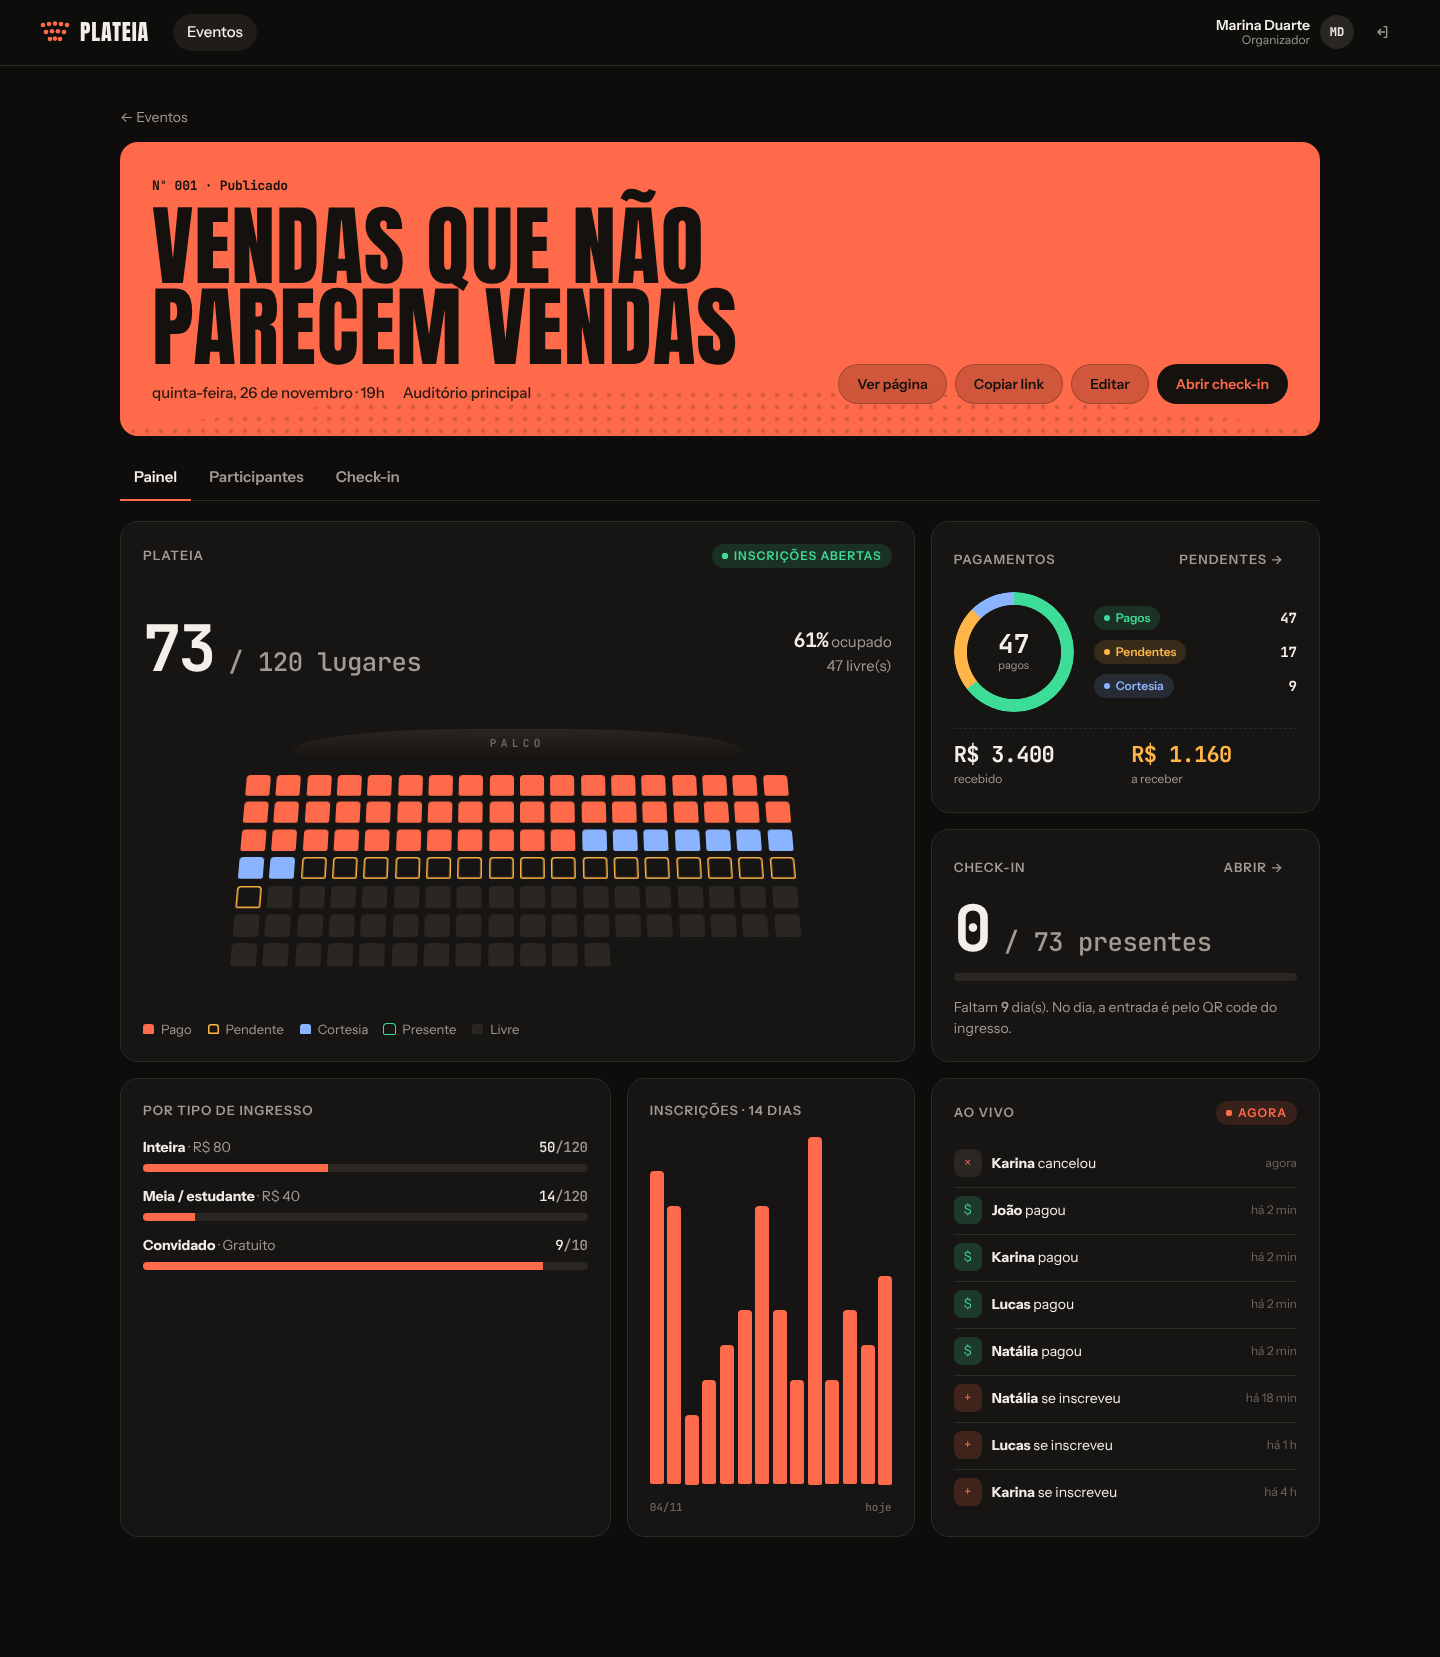 PLATEIA
Eventos
Marina Duarte
Organizador
MD
← Eventos
Nº 001 · Publicado
VENDAS QUE NÃO
PARECEM VENDAS
quinta-feira, 26 de novembro · 19h Auditório principal
Ver página
Copiar link
Editar
Abrir check-in
Painel
Participantes
Check-in
PLATEIA
INSCRIÇÕES ABERTAS
73 / 120 lugares
61% ocupado
47 livre(s)
PALCO
Pago
Pendente
Cortesia
Presente
Livre
PAGAMENTOS
PENDENTES →
47
pagos
Pagos 47
Pendentes 17
Cortesia 9
R$ 3.400
recebido
R$ 1.160
a receber
CHECK-IN
ABRIR →
0 / 73 presentes
Faltam 9 dia(s). No dia, a entrada é pelo QR code do
ingresso.
POR TIPO DE INGRESSO
Inteira · R$ 80 50/120
Meia / estudante · R$ 40 14/120
Convidado · Gratuito 9/10
INSCRIÇÕES · 14 DIAS
04/11
hoje
AO VIVO
AGORA
× Karina cancelou agora
$ João pagou há 2 min
$ Karina pagou há 2 min
$ Lucas pagou há 2 min
$ Natália pagou há 2 min
+ Natália se inscreveu há 18 min
+ Lucas se inscreveu há 1 h
+ Karina se inscreveu há 4 h